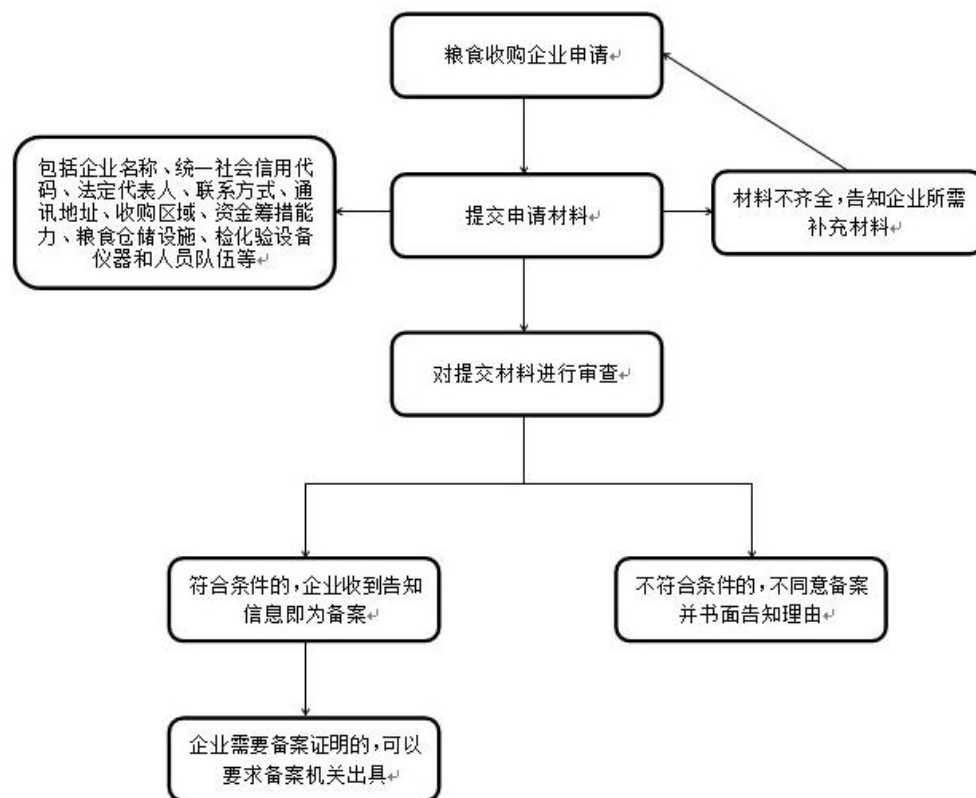 粮食收购企业申请↵
包括企业名称、统一社会信用代
码、法定代表人、联系方式、通
讯地址、收购区域、资金筹措能
力、粮食仓储设施、检化验设备
仪器和人员队伍等↵
提交申请材料↵
材料不齐全,告知企业所需
补充材料↵
对提交材料进行审查↵
符合条件的,企业收到告知
信息即为备案↵
不符合条件的,不同意备案
并书面告知理由↵
企业需要备案证明的,可以
要求备案机关出具↵